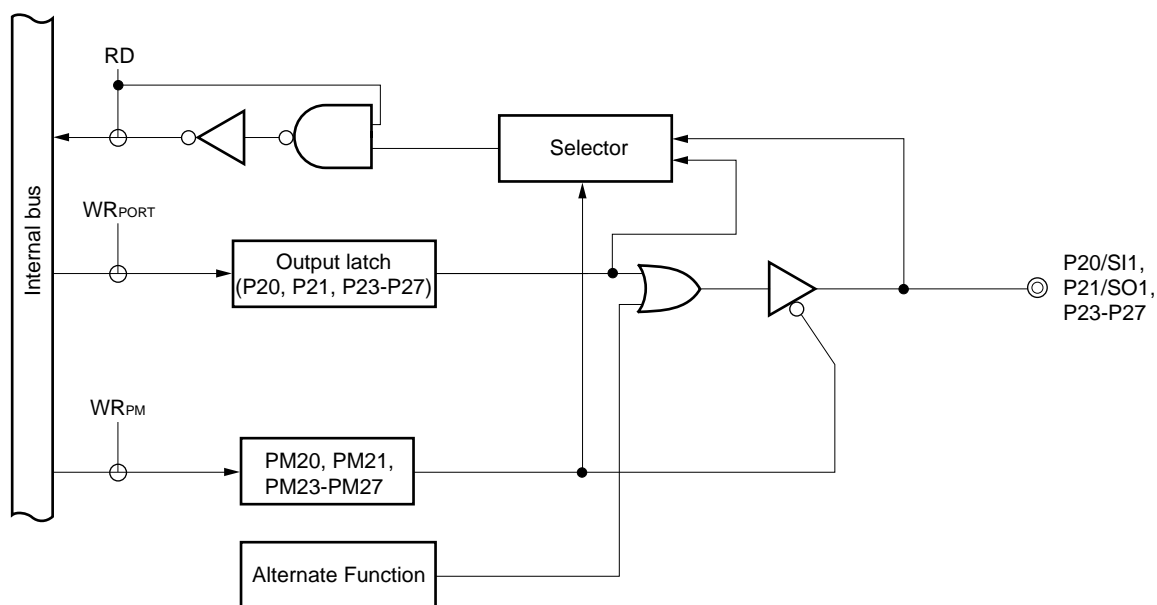 RD
Selector
Internal bus
WRPORT
Output latch
(P20, P21, P23-P27)
P20/SI1,
P21/SO1,
P23-P27
WRPM
PM20, PM21,
PM23-PM27
Alternate Function